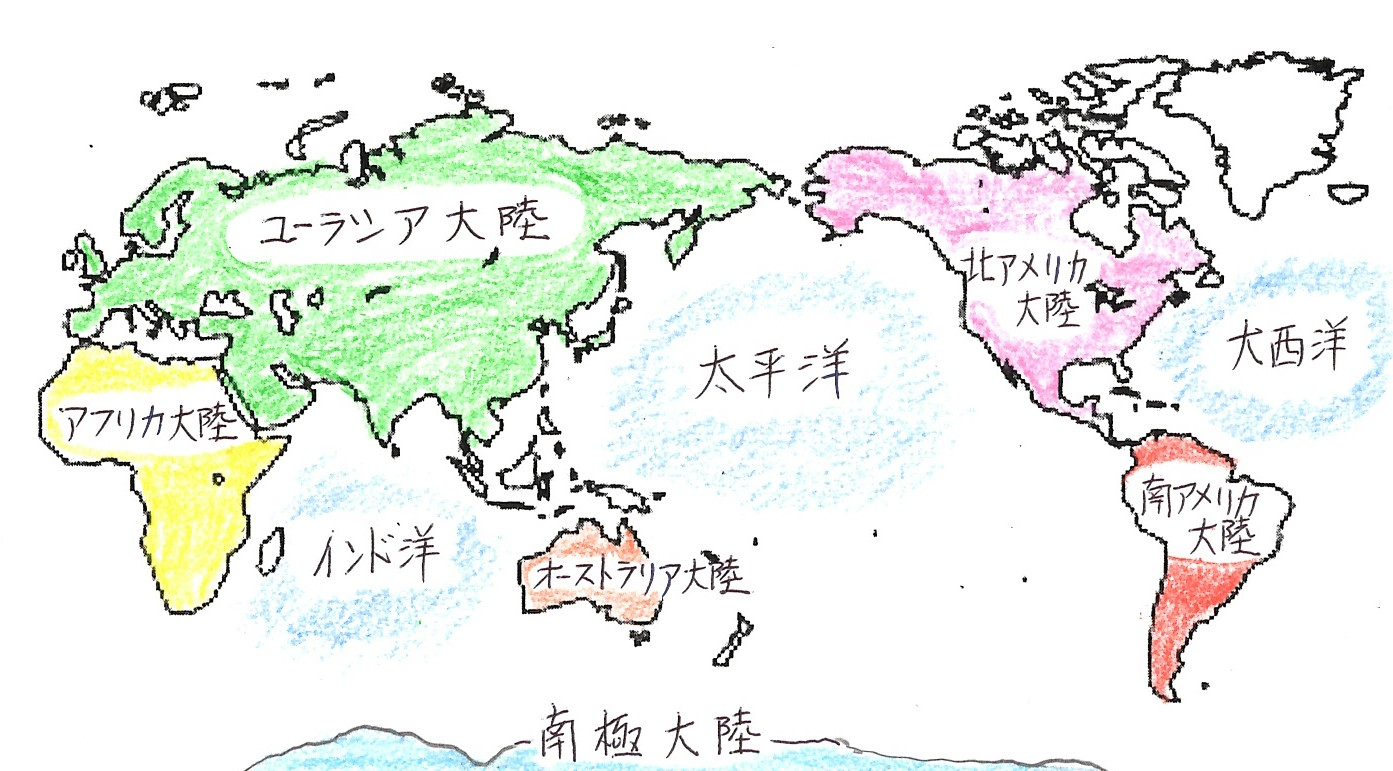 ユーラシア大陸
北アメリカ
大陸
大西洋
太平洋
アフリカ大陸
南アメリカ
大陸
インド洋
オーストラリア大陸
南極大陸